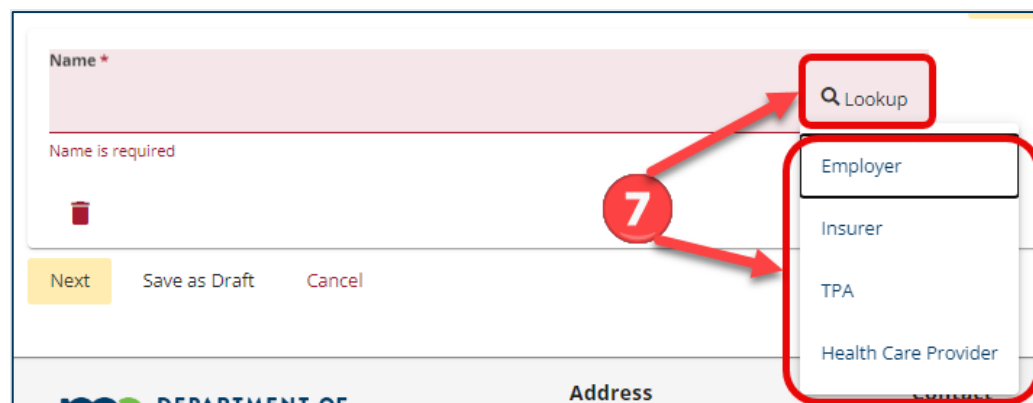 Name *
Lookup
Name is required
Employer
7
Insurer
Next Save as Draft Cancel
TPA
Health Care Provider
DEPARTMENT OF Address Contact